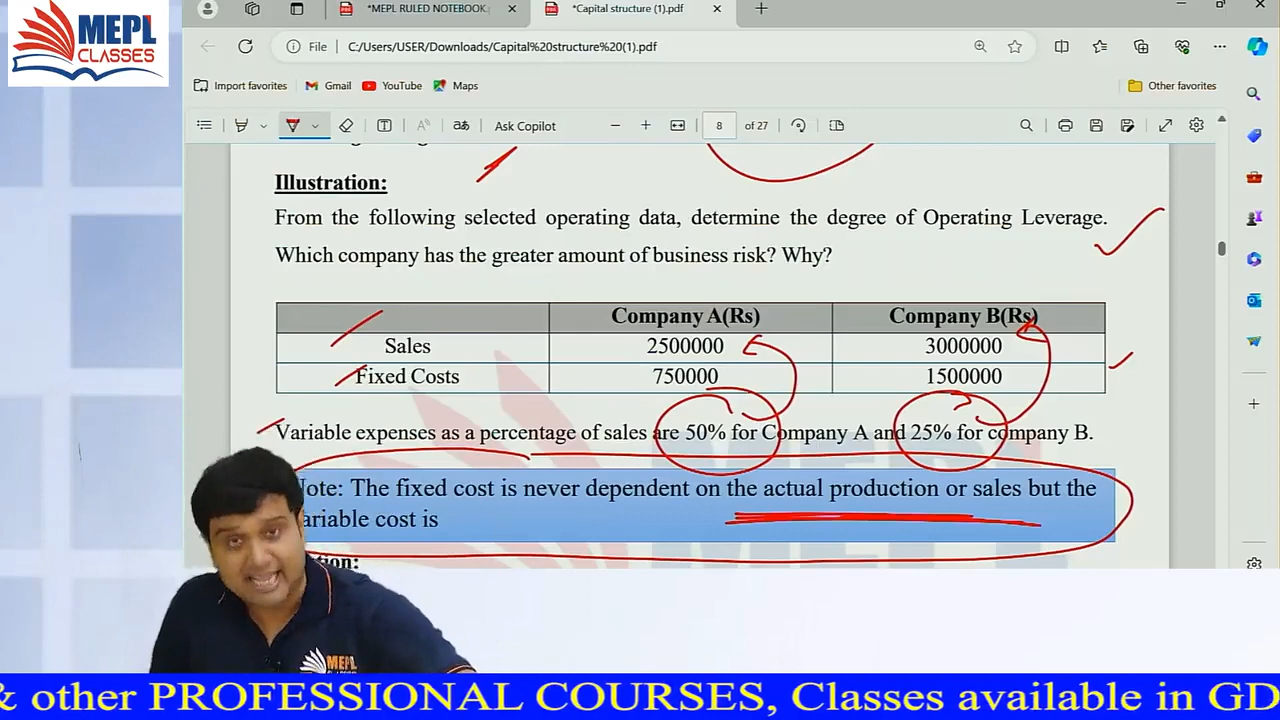 MEPL
CLASSES
*MEPL RULED NOTEBOOK.p
*Capital structure (1).pdf
File
C:/Users/USER/Downloads/Capital%20structure%20(1).pdf
Import favorites
Gmail
YouTube
Maps
Other favorites
Ask Copilot
8 of 27
Illustration:
From the following selected operating data, determine the degree of Operating Leverage.
Which company has the greater amount of business risk? Why?
Company A(Rs) Company B(Rs)
Sales 2500000 3000000
Fixed Costs 750000 1500000
Variable expenses as a percentage of sales are 50% for Company A and 25% for company B.
Note: The fixed cost is never dependent on the actual production or sales but the
ariable cost is
tion:
MEPL
& other PROFESSIONAL COURSES, Classes available in GD